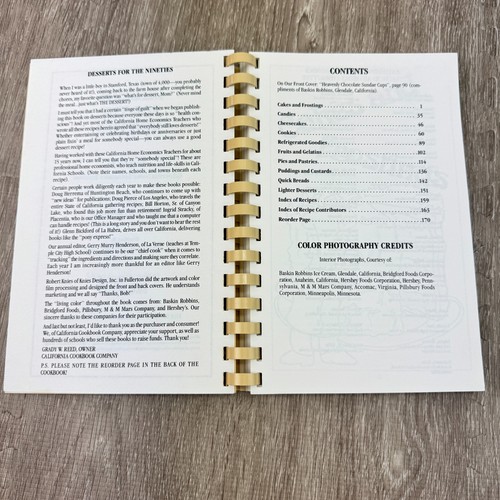 DESSERTS FOR THE NINETIES
When I was a little boy in Stamford, Texas (town of 4,000—you probably
never heard of it!), coming back to the farm house after completing the
evening chores, my favorite question was "what's for dessert, Mom?" (Never mind
the meal. Just what's THE DESSERT!)
I must tell you that I had a certain "tinge of guilt" when we began publish-
ing this book on desserts because everyone these days is so "health con-
scious"! And yet most of the California Home Economics Teachers who
wrote all these recipes herein agreed that "everybody still loves desserts!"
Whether entertaining or celebrating birthdays or anniversaries or just
plain fixin' a meal for somebody special—you can always use a good
dessert recipe!
Having worked with these California Home Economics Teachers for about
15 years now, I can tell you that they're "somebody special"! These are
professional home economists, who teach nutrition and life-skills in Cali-
fornia Schools. (Note their names, schools, and towns beneath each
recipe).
Certain people work diligently each year to make these books possible:
Doug Herrema of Huntington Beach, who continues to come up with
"new ideas" for publications; Doug Pierce of Los Angeles, who travels the
entire State of California gathering recipes; Bill Horton, Sr. of Canyon
Lake, who found this job more fun than retirement! Ingrid Stracky, of
Placentia, who is our Office Manager and who taught me that a computer
can handle recipes! (This is a long story and you don't want to hear the rest
of it!) Glenn Bickford of La Habra, drives all over California, delivering
books like the "pony express!"
Our annual editor, Gerry Murry Henderson, of La Verne (teaches at Tem-
ple City High School!) continues to be our "chief cook" when it comes to
"tracking" the ingredients and directions and making sure they correlate.
Each year I am increasingly more thankful for an editor like Gerry
Henderson!
Robert Knies of Knies Design, Inc. in Fullerton did the artwork and color
film processing and designed the front and back covers. He understands
marketing and we all say "Thanks, Bob!"
The "living color" throughout the book comes from: Baskin Robbins,
Bridgford Foods, Pillsbury, M & M Mars Company, and Hershey's. Our
sincere thanks to these companies for their participation.
And last but not least, I'd like to thank you as the purchaser and consumer!
We, of California Cookbook Company, appreciate your support, as well as
hundreds of schools who sell these books to raise funds. Thank you!
GRADY W. REED, OWNER
CALIFORNIA COOKBOOK COMPANY
P.S. PLEASE NOTE THE REORDER PAGE IN THE BACK OF THE
COOKBOOK!
CONTENTS
On Our Front Cover: "Heavenly Chocolate Sundae Cups", page 99 (com-
pliments of Baskin Robbins, Glendale, California).
Cakes and Frostings 1
Candies 35
Cheesecakes 46
Cookies 60
Refrigerated Goodies 89
Fruits and Gelatins 102
Pies and Pastries 116
Puddings and Custards 136
Quick Breads 142
Lighter Desserts 151
Index of Recipes 159
Index of Recipe Contributors 163
Reorder Page 170
COLOR PHOTOGRAPHY CREDITS
Interior Photographs, Courtesy of:
Baskin Robbins Ice Cream, Glendale, California, Bridgford Foods Corpo-
ration, Anaheim, California, Hershey Foods Corporation, Hershey, Penn-
sylvania, M & M Mars Company, Accomac, Virginia, Pillsbury Foods
Corporation, Minneapolis, Minnesota.